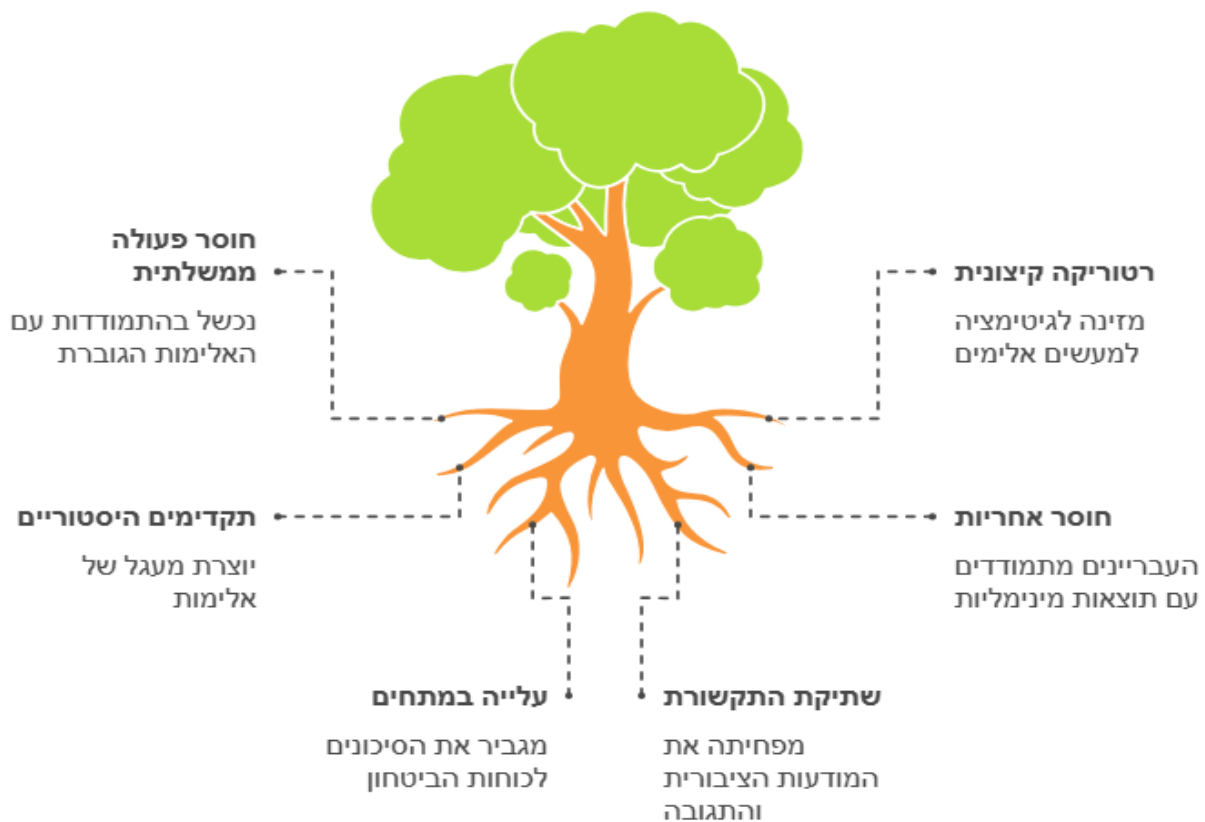 חוסר פעולה
ממשלתית
נכשל בהתמודדות עם
האלימות הגוברת
רטוריקה קיצונית
מזינה לגיטימציה
למעשים אלימים
תקדימים היסטוריים
יוצרת מעגל של
אלימות
חוסר אחריות
העבריינים מתמודדים
עם תוצאות מינימליות
עלייה במתחים
מגביר את הסיכונים
לכוחות הביטחון
שתיקת התקשורת
מפחיתה את
המודעות הציבורית
והתגובה